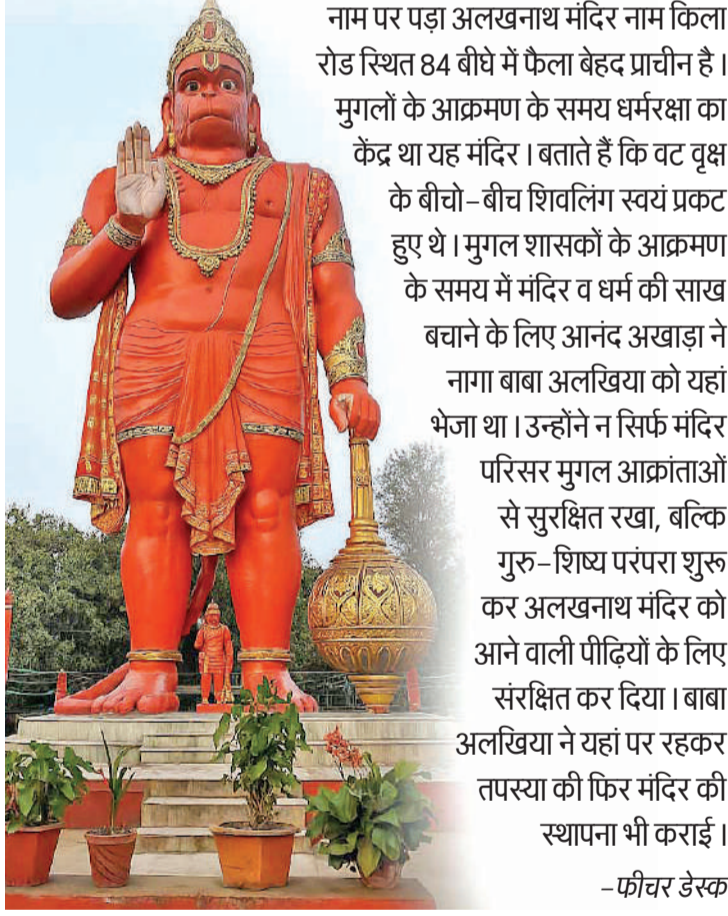 नाम पर पड़ा अलखनाथ मंदिर नाम किला
रोड स्थित 84 बीघे में फैला बेहद प्राचीन है।
मुगलों के आक्रमण के समय धर्मरक्षा का
केंद्र था यह मंदिर। बताते हैं कि वट वृक्ष
के बीचो-बीच शिवलिंग स्वयं प्रकट
हुए थे। मुगल शासकों के आक्रमण
के समय में मंदिर व धर्म की साख
बचाने के लिए आनंद अखाड़ा ने
नागा बाबा अलखिया को यहां
भेजा था। उन्होंने न सिर्फ मंदिर
परिसर मुगल आक्रांताओं
से सुरक्षित रखा, बल्कि
गुरु-शिष्य परंपरा शुरू
कर अलखनाथ मंदिर को
आने वाली पीढ़ियों के लिए
संरक्षित कर दिया। बाबा
अलखिया ने यहां पर रहकर
तपस्या की फिर मंदिर की
स्थापना भी कराई।
-फीचर डेस्क